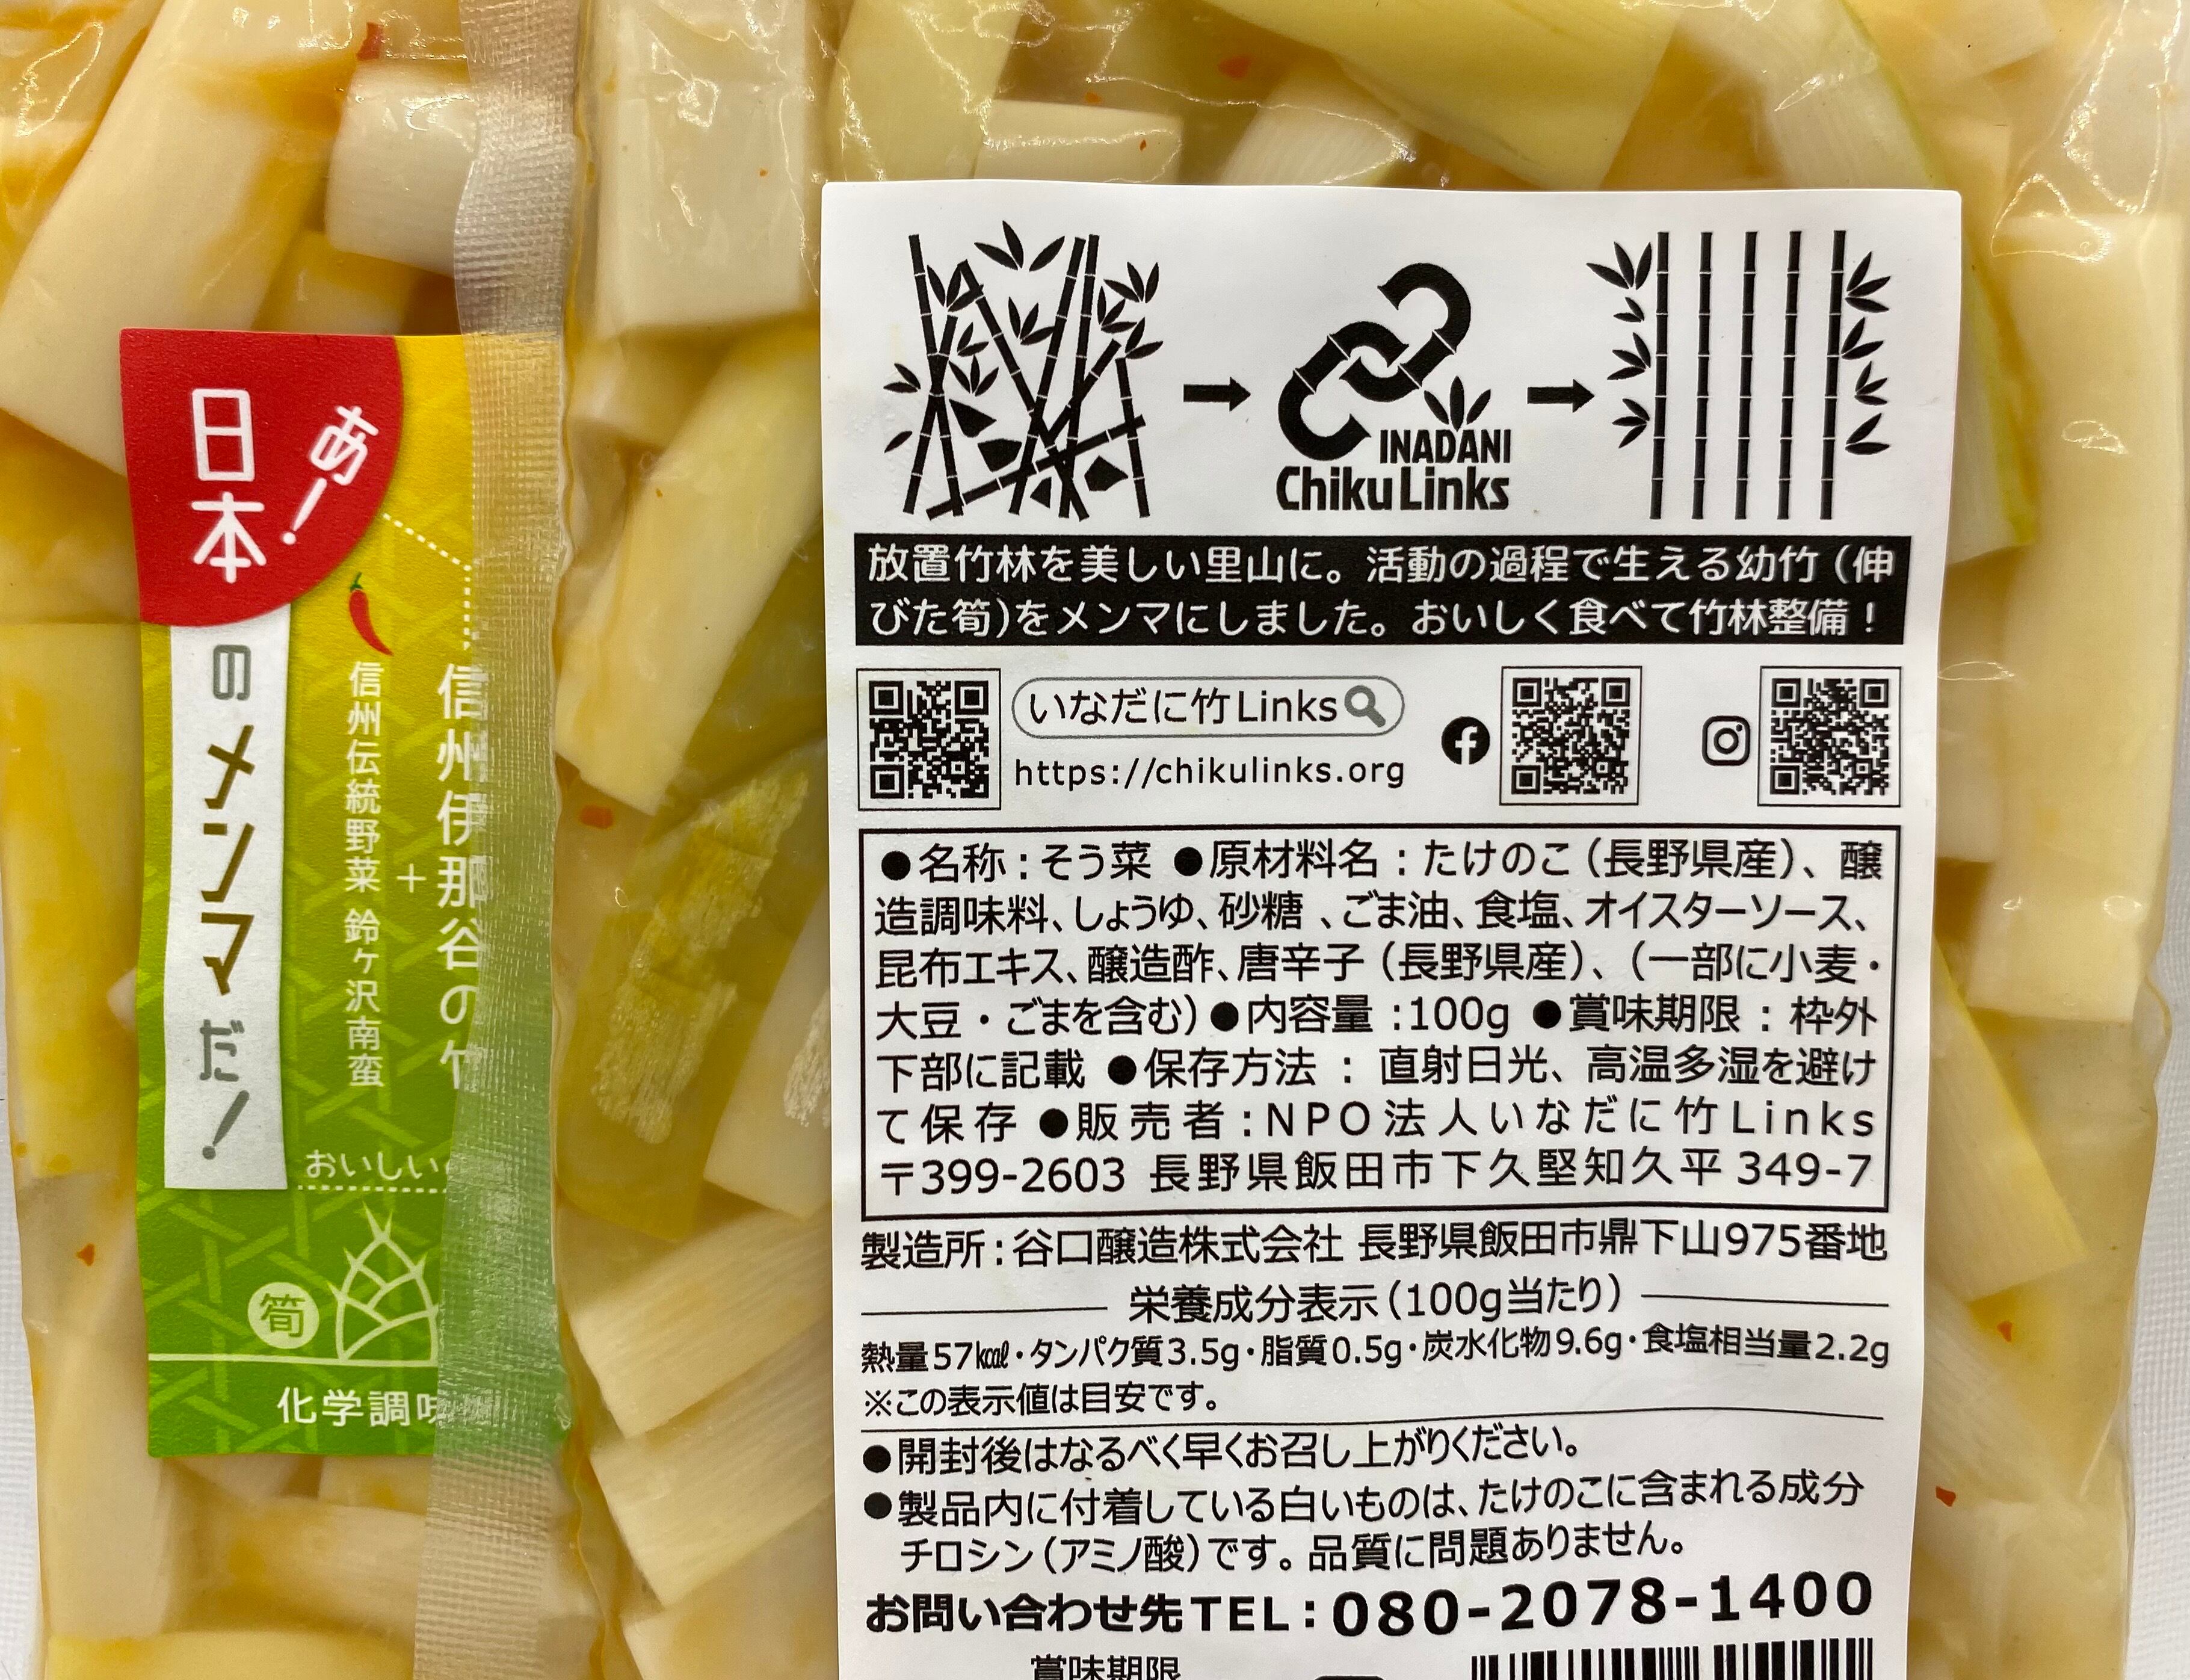 あ!
日本
のメンマだ!
信州伊那谷の竹
+
信州伝統野菜 鈴ヶ沢南蛮
おいしい
筍
化学調味
INADANI
Chiku Links
放置竹林を美しい里山に。活動の過程で生える幼竹(伸
びた筍)をメンマにしました。おいしく食べて竹林整備!
いなだに竹Links
https://chikulinks.org
●名称:そう菜 ●原材料名:たけのこ(長野県産)、醸
造調味料、しょうゆ、砂糖 、ごま油、食塩、オイスターソース、
昆布エキス、醸造酢、唐辛子(長野県産)、(一部に小麦・
大豆・ごまを含む)●内容量:100g ●賞味期限:枠外
下部に記載 ●保存方法:直射日光、高温多湿を避け
て保存 ●販売者:NPO法人いなだに竹Links
〒399-2603 長野県飯田市下久堅知久平349-7
製造所:谷口醸造株式会社 長野県飯田市鼎下山975番地
栄養成分表示(100g当たり)
熱量57㎉・タンパク質3.5g・脂質0.5g・炭水化物9.6g・食塩相当量2.2g
※この表示値は目安です。
●開封後はなるべく早くお召し上がりください。
●製品内に付着している白いものは、たけのこに含まれる成分
チロシン(アミノ酸)です。品質に問題ありません。
お問い合わせ先TEL:080-2078-1400
賞味期限